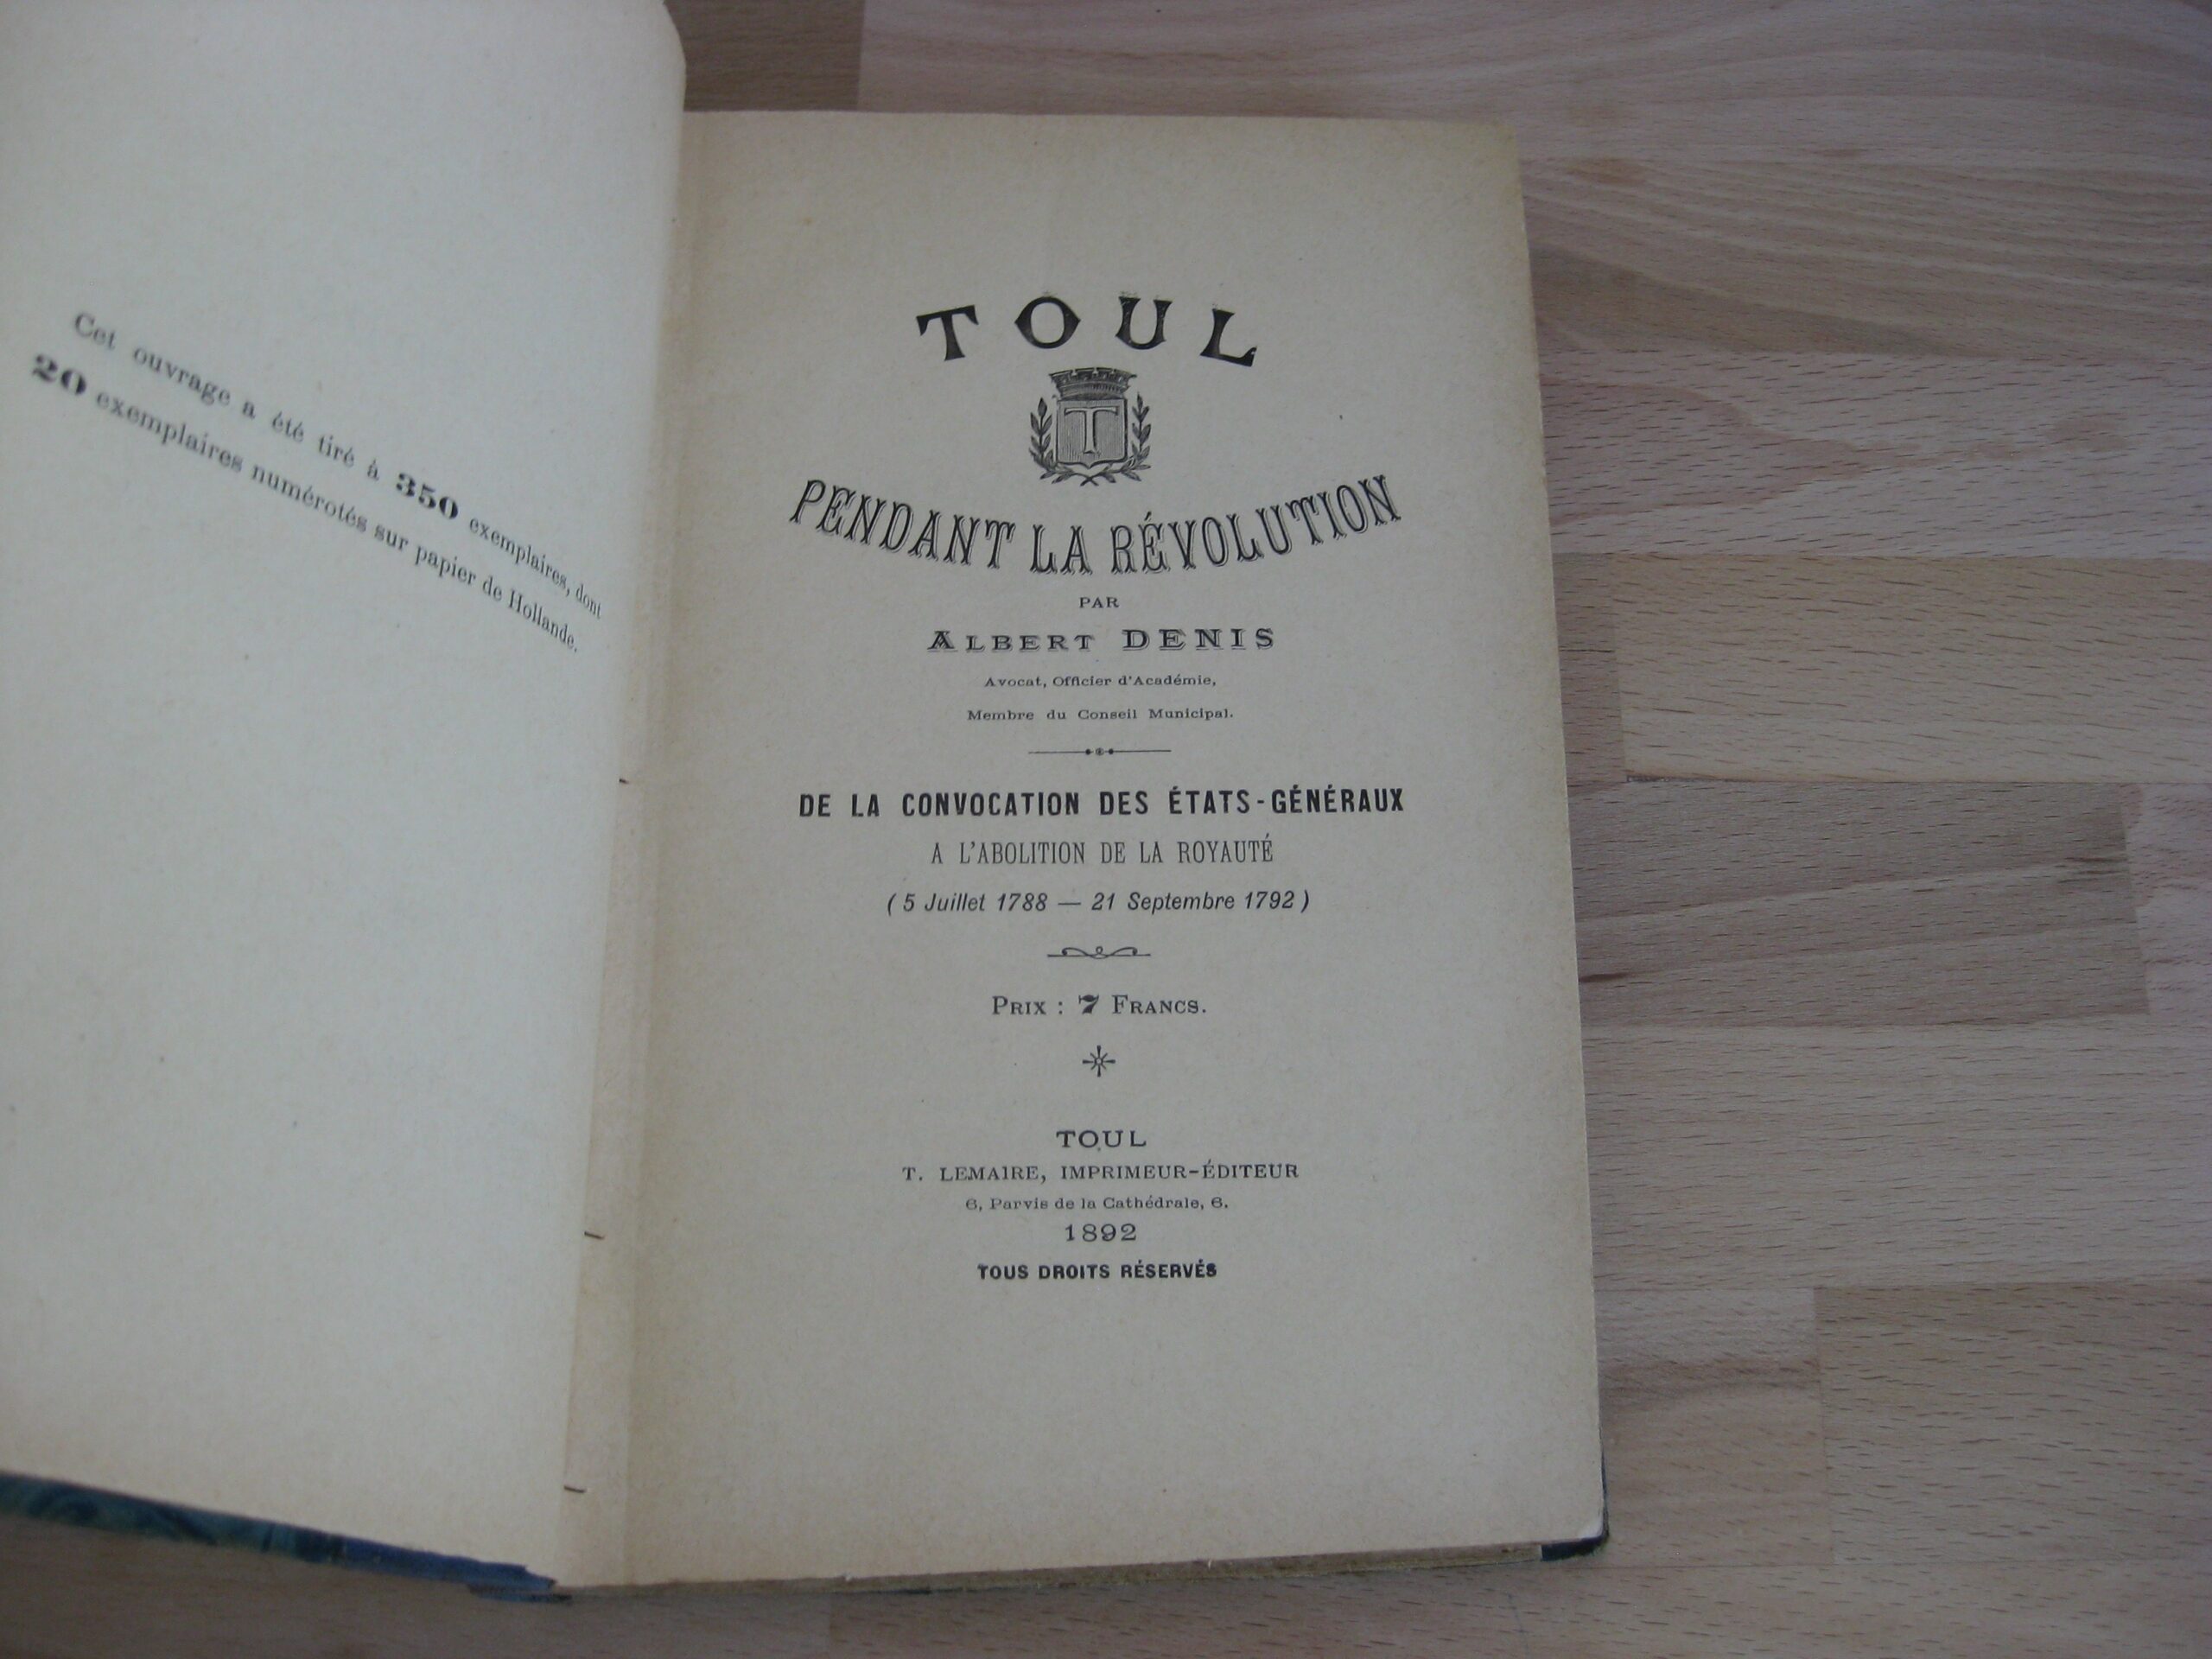 Cet ouvrage a été tiré à 350 exemplaires, dont
20 exemplaires numérotés sur papier de Hollande.
TOUL
T
PENDANT LA RÉVOLUTION
PAR
ALBERT DENIS
Avocat, Officier d'Académie,
Membre du Conseil Municipal.
DE LA CONVOCATION DES ÉTATS-GÉNÉRAUX
A L'ABOLITION DE LA ROYAUTÉ
(5 Juillet 1788 — 21 Septembre 1792)
PRIX : 7 FRANCS.
TOUL
T. LEMAIRE, IMPRIMEUR-ÉDITEUR
6, Parvis de la Cathédrale, 6.
1892
TOUS DROITS RÉSERVÉS